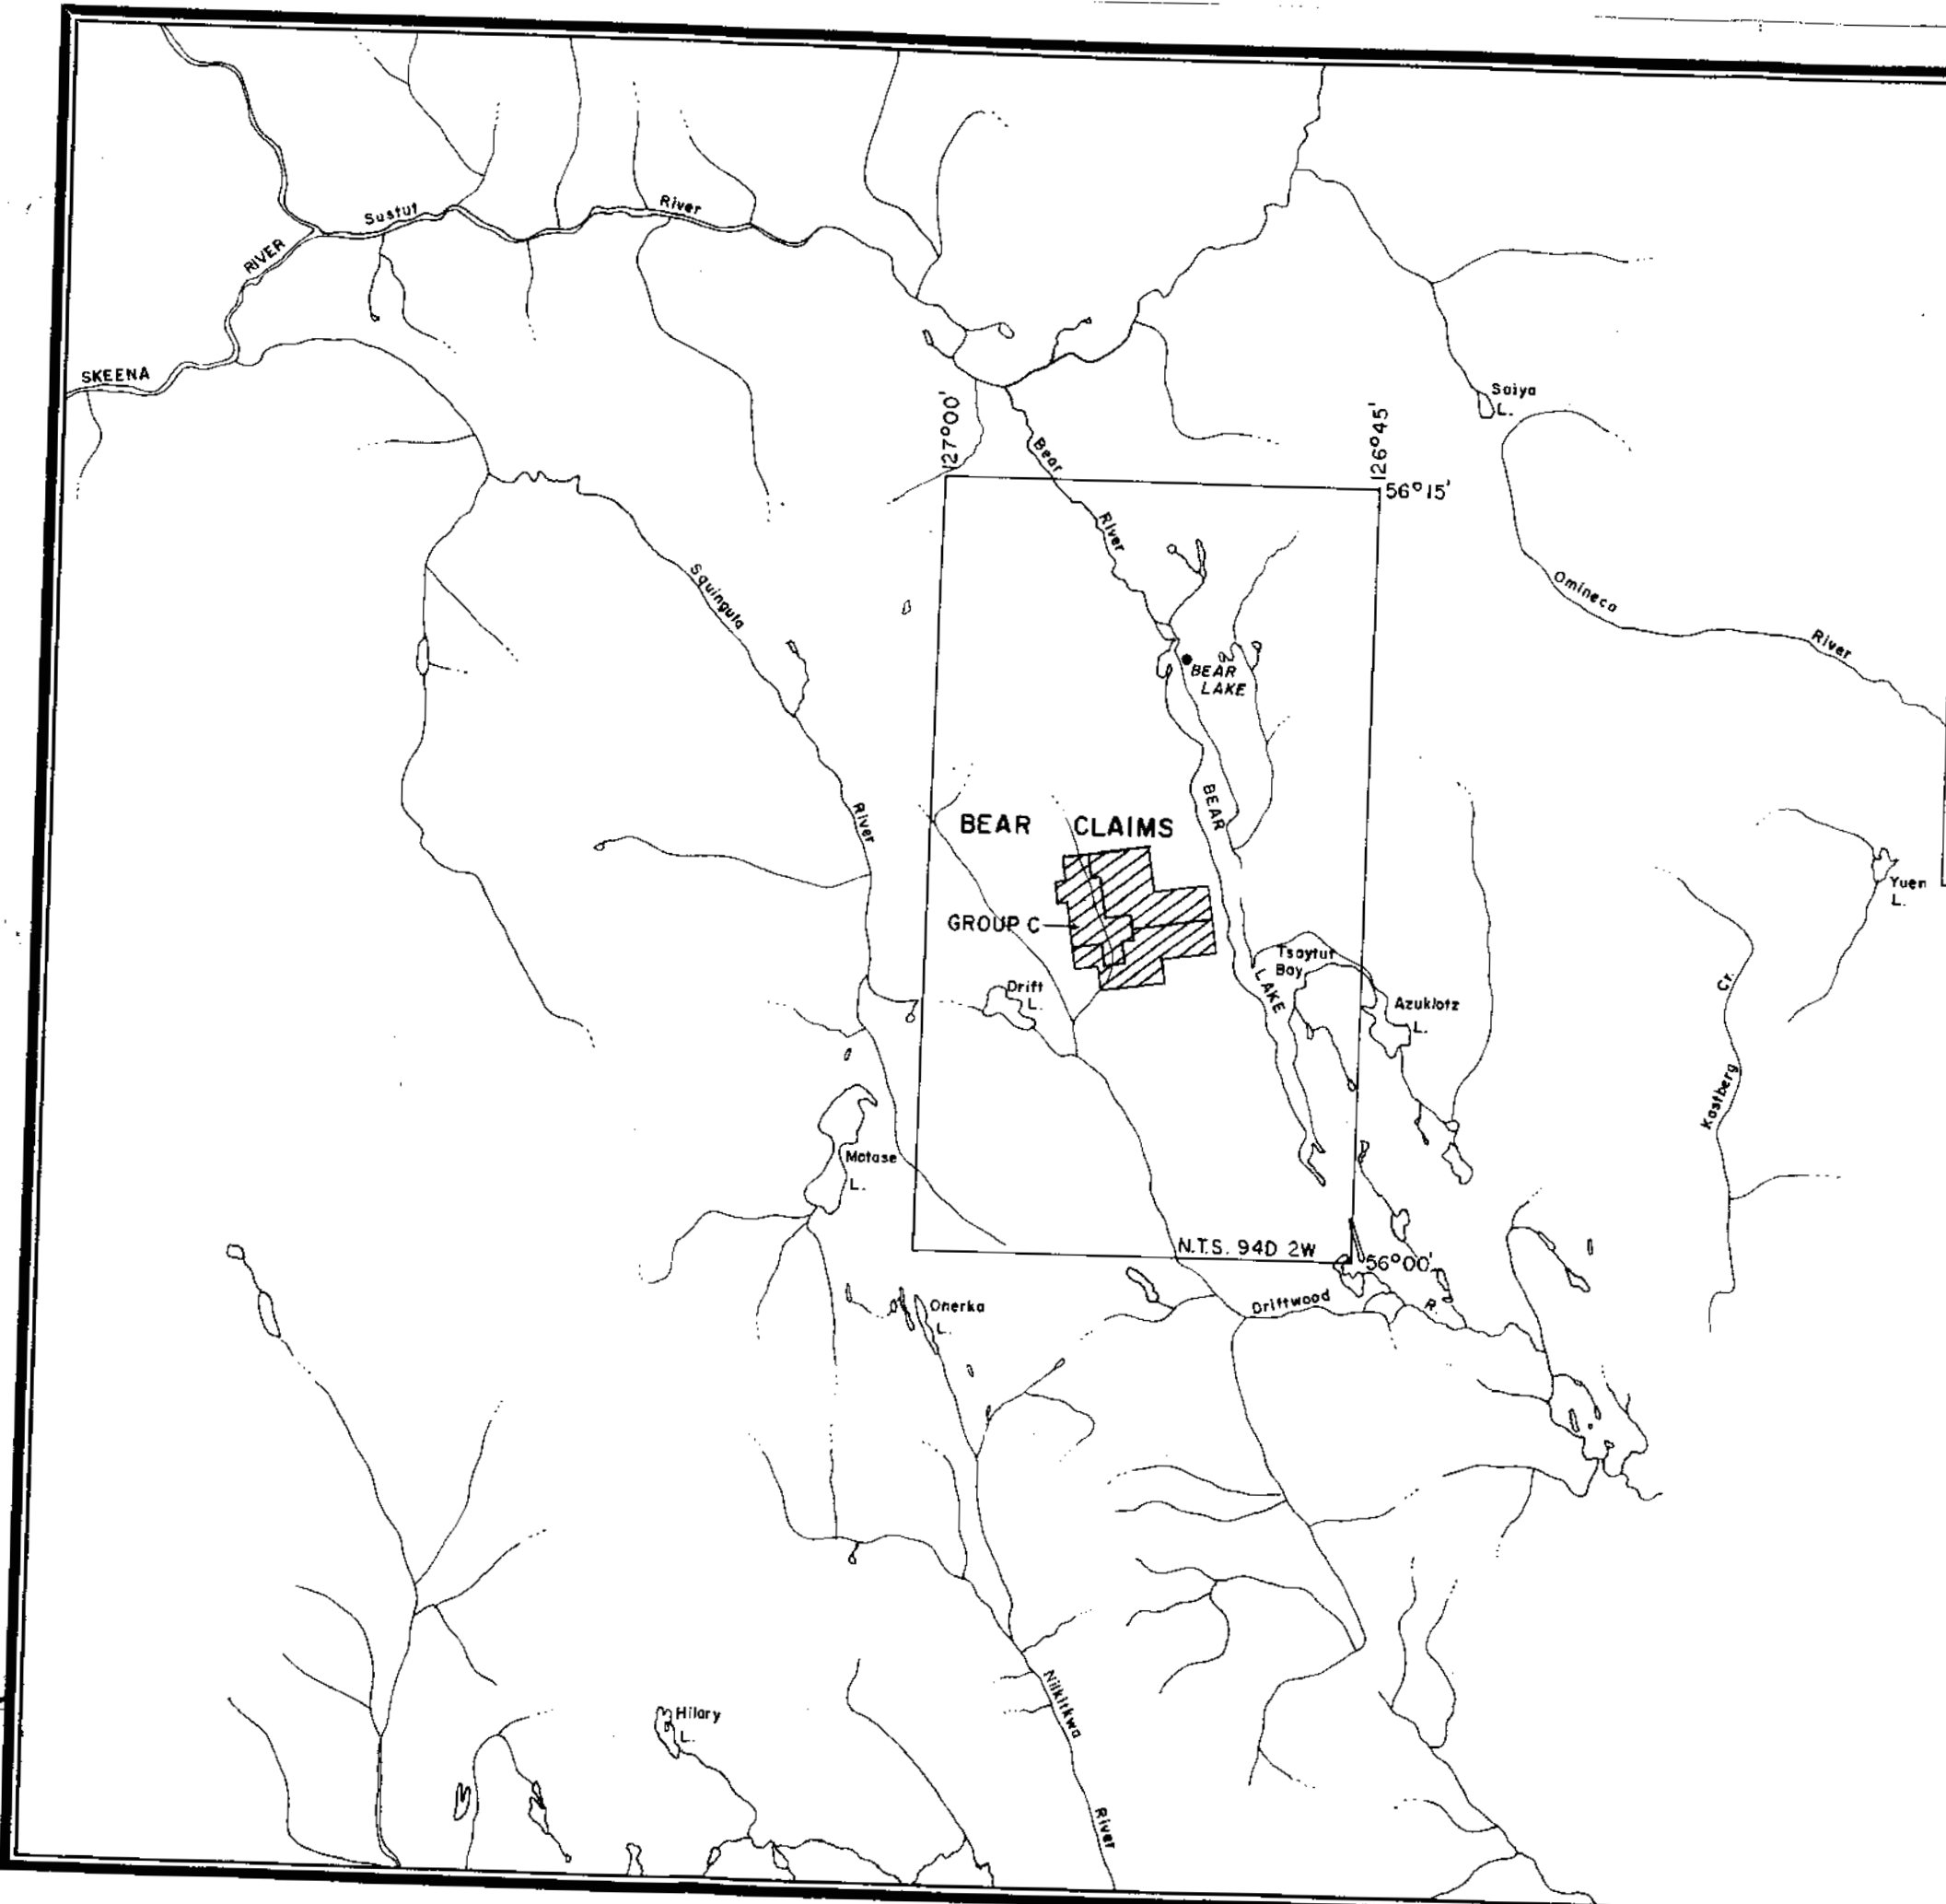 Sustut
River
RIVER
SKEENA
Saiya
L.
127°00'
126°45'
Bear
56°15'
River
Squingula
Omineca
River
BEAR
LAKE
River
BEAR
BEAR CLAIMS
Yuen
L.
GROUP C
Tsaytut
Bay
LAKE
Drift
L.
Azuklotz
L.
Cr.
Kastberg
Motase
L.
N.T.S. 94D 2W
56°00'
Onerka
L.
Driftwood
R.
Nilkitkwa
Hilary
L.
River